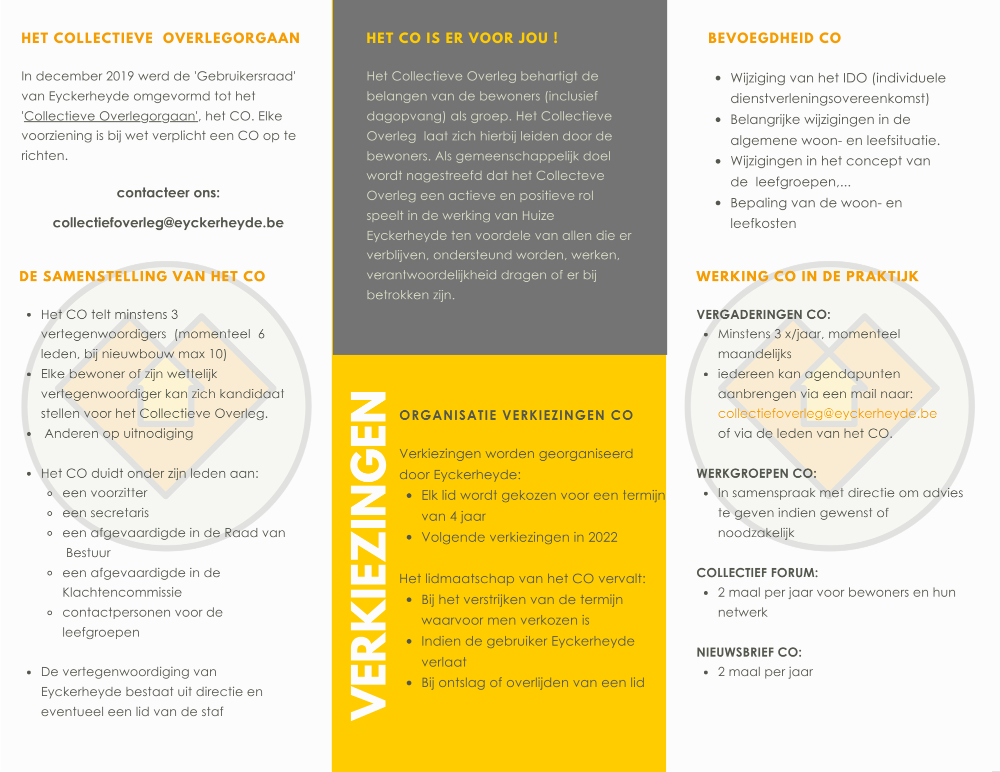 HET COLLECTIEVE OVERLEGORGAAN
In december 2019 werd de 'Gebruikersraad'
van Eyckerheyde omgevormd tot het
'Collectieve Overlegorgaan', het CO. Elke
voorziening is bij wet verplicht een CO op te
richten.
contacteer ons:
collectiefoverleg@eyckerheyde.be
DE SAMENSTELLING VAN HET CO
• Het CO telt minstens 3
vertegenwoordigers (momenteel 6
leden, bij nieuwbouw max 10)
• Elke bewoner of zijn wettelijk
vertegenwoordiger kan zich kandidaat
stellen voor het Collectieve Overleg.
• Anderen op uitnodiging
• Het CO duidt onder zijn leden aan:
◦ een voorzitter
◦ een secretaris
◦ een afgevaardigde in de Raad van
Bestuur
◦ een afgevaardigde in de
Klachtencommissie
◦ contactpersonen voor de
leefgroepen
• De vertegenwoordiging van
Eyckerheyde bestaat uit directie en
eventueel een lid van de staf
HET CO IS ER VOOR JOU !
Het Collectieve Overleg behartigt de
belangen van de bewoners (inclusief
dagopvang) als groep. Het Collectieve
Overleg laat zich hierbij leiden door de
bewoners. Als gemeenschappelijk doel
wordt nagestreefd dat het Collecteve
Overleg een actieve en positieve rol
speelt in de werking van Huize
Eyckerheyde ten voordele van allen die er
verblijven, ondersteund worden, werken,
verantwoordelijkheid dragen of er bij
betrokken zijn.
VERKIEZINGEN
ORGANISATIE VERKIEZINGEN CO
Verkiezingen worden georganiseerd
door Eyckerheyde:
• Elk lid wordt gekozen voor een termijn
van 4 jaar
• Volgende verkiezingen in 2022
Het lidmaatschap van het CO vervalt:
• Bij het verstrijken van de termijn
waarvoor men verkozen is
• Indien de gebruiker Eyckerheyde
verlaat
• Bij ontslag of overlijden van een lid
BEVOEGDHEID CO
• Wijziging van het IDO (individuele
dienstverleningsovereenkomst)
• Belangrijke wijzigingen in de
algemene woon- en leefsituatie.
• Wijzigingen in het concept van
de leefgroepen,...
• Bepaling van de woon- en
leefkosten
WERKING CO IN DE PRAKTIJK
VERGADERINGEN CO:
• Minstens 3 x/jaar, momenteel
maandelijks
• iedereen kan agendapunten
aanbrengen via een mail naar:
collectiefoverleg@eyckerheyde.be
of via de leden van het CO.
WERKGROEPEN CO:
• In samenspraak met directie om advies
te geven indien gewenst of
noodzakelijk
COLLECTIEF FORUM:
• 2 maal per jaar voor bewoners en hun
netwerk
NIEUWSBRIEF CO:
• 2 maal per jaar